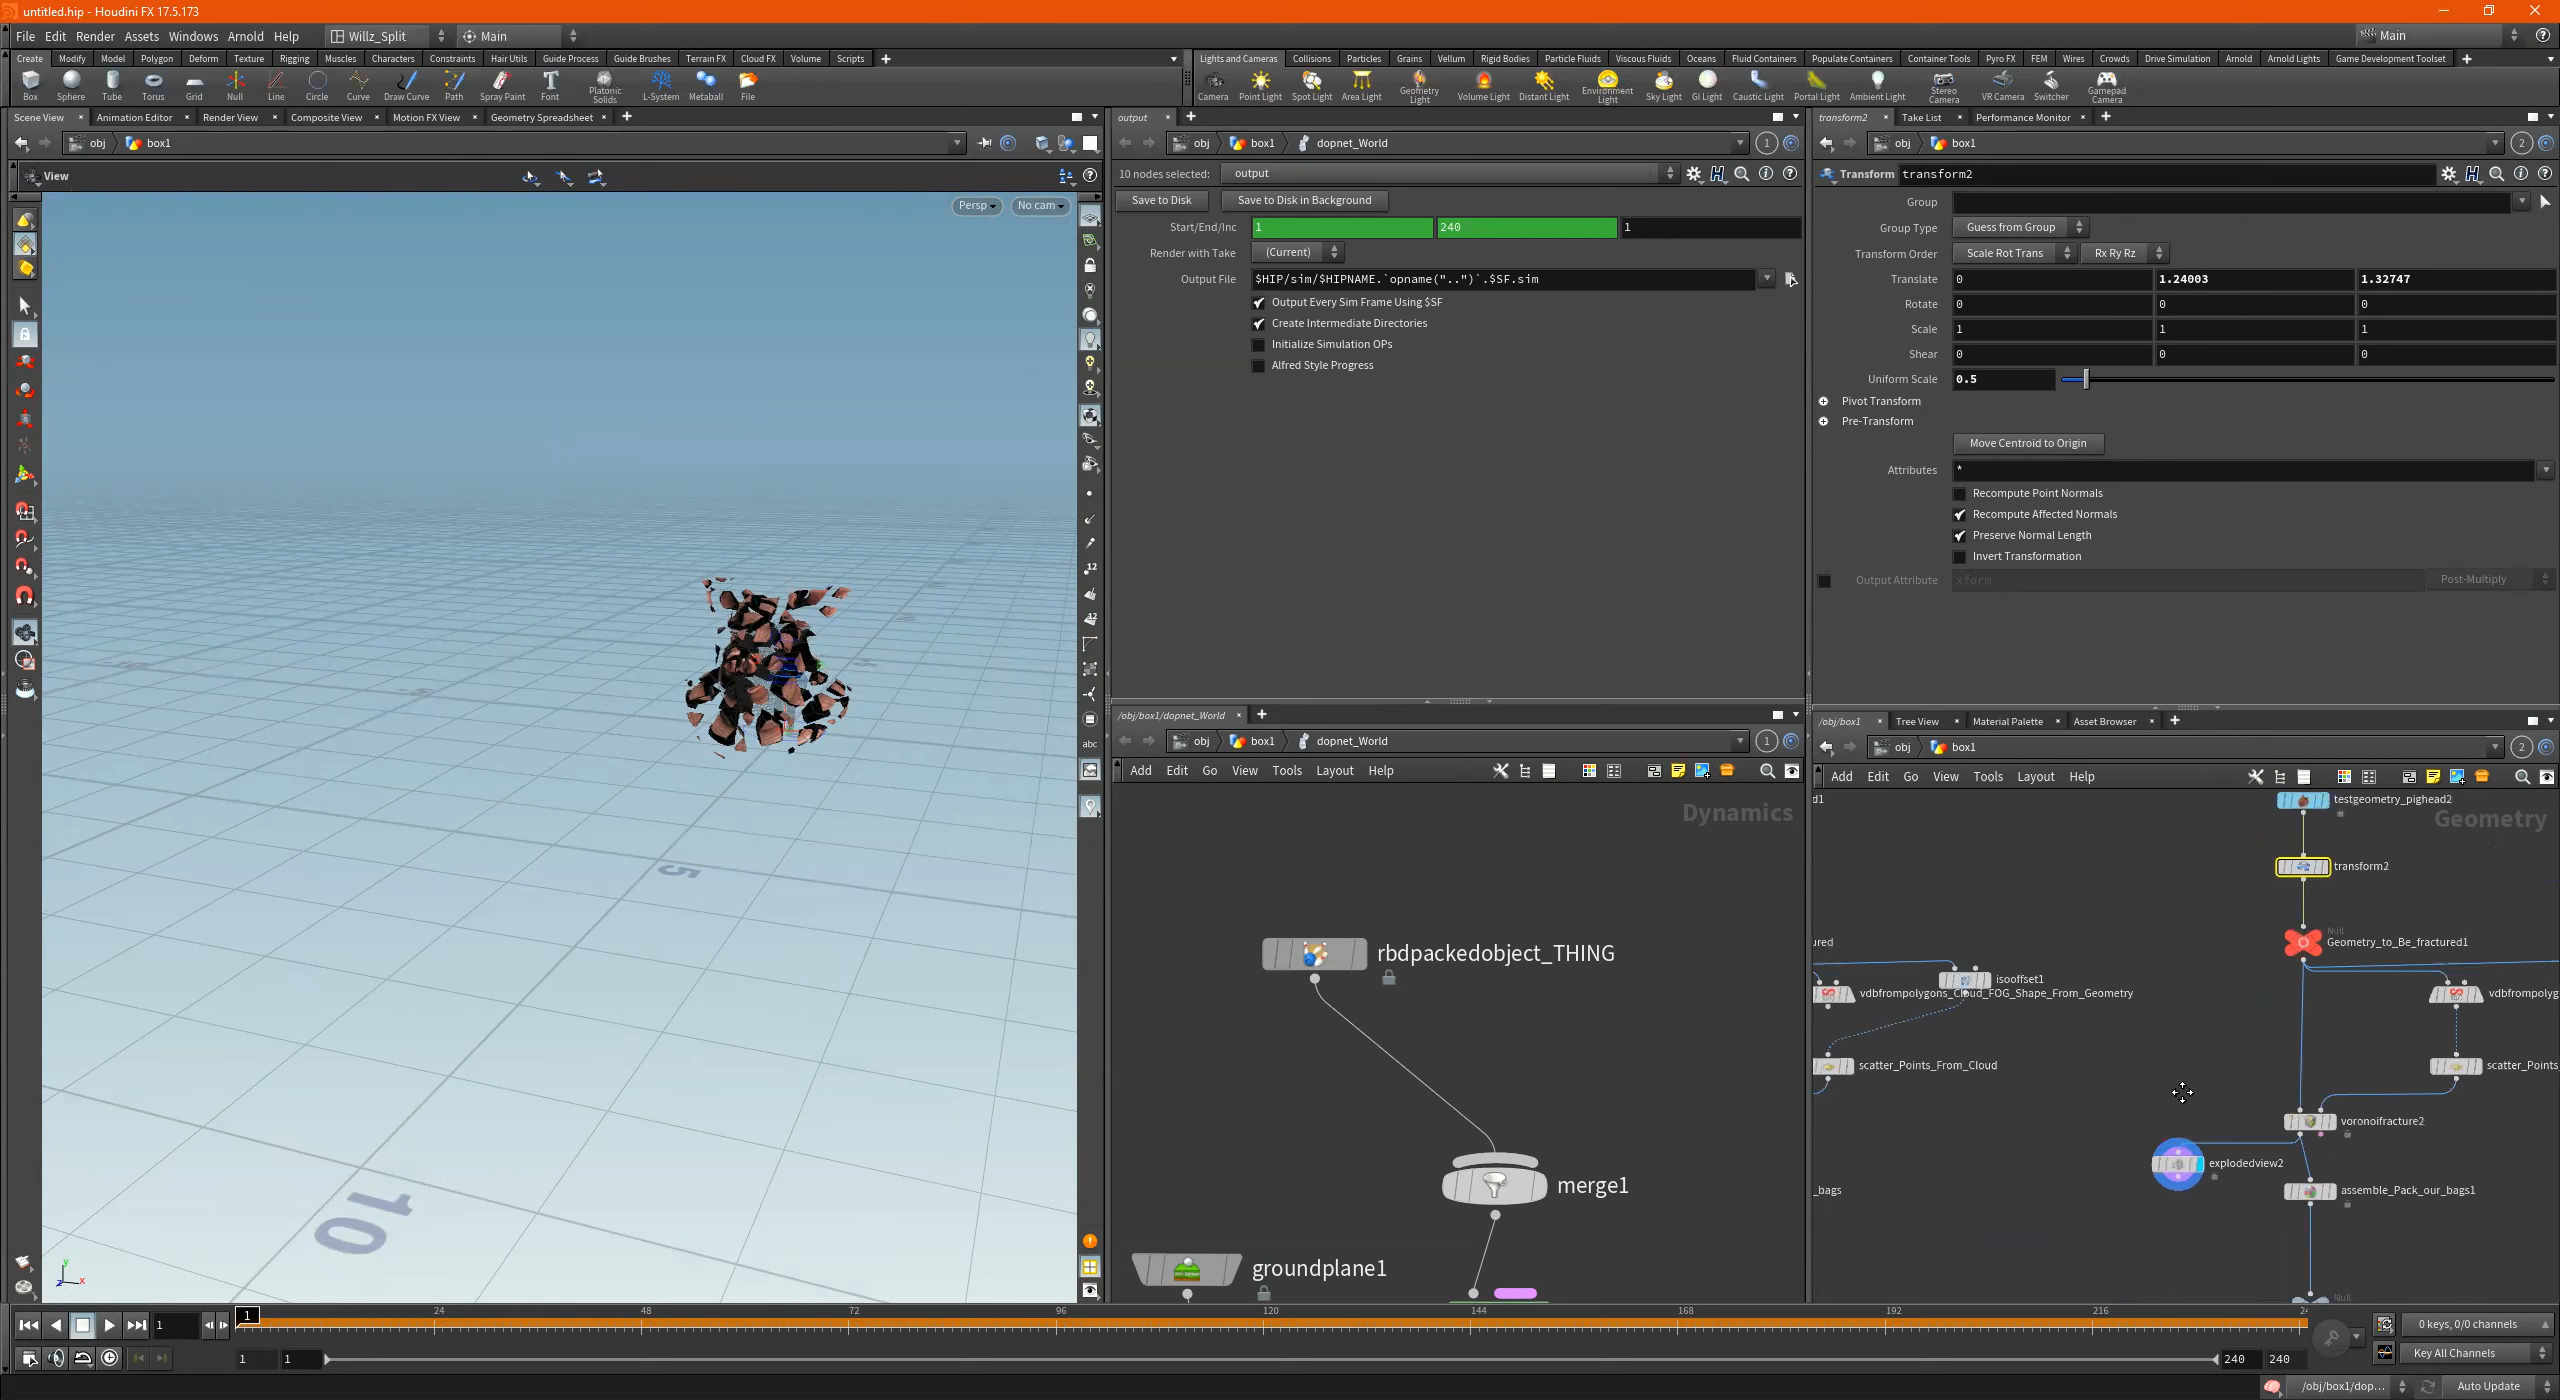 untitled.hip - Houdini FX 17.5.173
File Edit Render Assets Windows Arnold Help Willz_Split Main Main
Create Modify Model Polygon Deform Texture Rigging Muscles Characters Constraints Hair Utils Guide Process Guide Brushes Terrain FX Cloud FX Volume Scripts
Box Sphere Tube Torus Grid Null Line Circle Curve Draw Curve Path Spray Paint Font Platonic Solids L-System Metaball File
Lights and Cameras Collisions Particles Grains Vellum Rigid Bodies Particle Fluids Viscous Fluids Oceans Fluid Containers Populate Containers Container Tools Pyro FX FEM Wires Crowds Drive Simulation Arnold Arnold Lights Game Development Toolset
Camera Point Light Spot Light Area Light Geometry Light Volume Light Distant Light Environment Light Sky Light GI Light Caustic Light Portal Light Ambient Light Stereo Camera VR Camera Switcher Gamepad Camera
Scene View Animation Editor Render View Composite View Motion FX View Geometry Spreadsheet
obj box1
View
Persp No cam
5
10
12
12
abc
y
z x
output
obj box1 dopnet_World 1
10 nodes selected: output
Save to Disk Save to Disk in Background
Start/End/Inc 1 240 1
Render with Take (Current)
Output File $HIP/sim/$HIPNAME.`opname("..")`.$SF.sim
Output Every Sim Frame Using $SF
Create Intermediate Directories
Initialize Simulation OPs
Alfred Style Progress
/obj/box1/dopnet_World
obj box1 dopnet_World 1
Add Edit Go View Tools Layout Help
Dynamics
rbdpackedobject_THING
merge1
groundplane1
transform2 Take List Performance Monitor
obj box1 2
Transform transform2
Group
Group Type Guess from Group
Transform Order Scale Rot Trans Rx Ry Rz
Translate 0 1.24003 1.32747
Rotate 0 0 0
Scale 1 1 1
Shear 0 0 0
Uniform Scale 0.5
Pivot Transform
Pre-Transform
Move Centroid to Origin
Attributes *
Recompute Point Normals
Recompute Affected Normals
Preserve Normal Length
Invert Transformation
Output Attribute xform Post-Multiply
/obj/box1 Tree View Material Palette Asset Browser
obj box1 2
Add Edit Go View Tools Layout Help
d1
testgeometry_pighead2
Geometry
transform2
Null
ured
Geometry_to_Be_fractured1
isooffset1
vdbfrompolygons_Cloud_FOG_Shape_From_Geometry
vdbfrompolyg
scatter_Points_From_Cloud
scatter_Points
voronoifracture2
explodedview2
_bags
assemble_Pack_our_bags1
Null
1 1 24 48 72 96 120 144 168 192 216 24
0 keys, 0/0 channels
1 1 240 240
Key All Channels
/obj/box1/dop... Auto Update